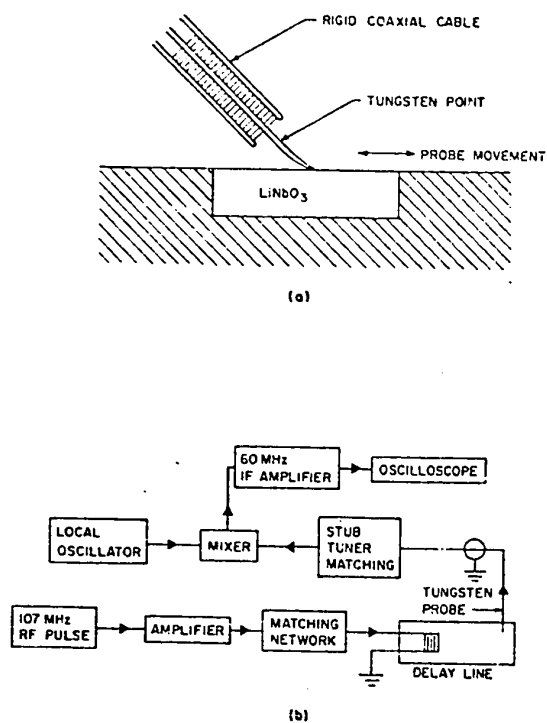 RIGID COAXIAL CABLE
TUNGSTEN POINT
PROBE MOVEMENT
LiNbO3
(a)
60 MHz
IF AMPLIFIER
OSCILLOSCOPE
LOCAL
OSCILLATOR
MIXER
STUB
TUNER
MATCHING
TUNGSTEN
PROBE
107 MHz
RF PULSE
AMPLIFIER
MATCHING
NETWORK
DELAY LINE
(b)